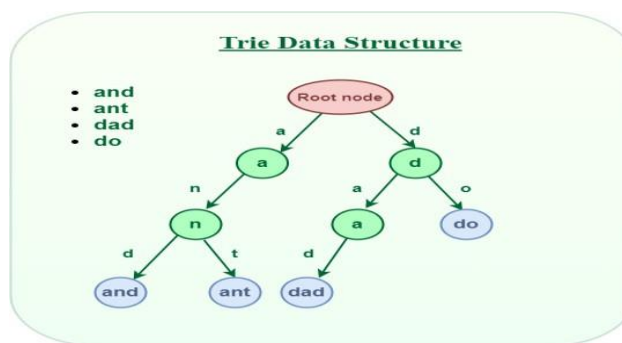 Trie Data Structure
• and
• ant
• dad
• do
Root node
a d
a d
n a o
n a do
d t d
and ant dad